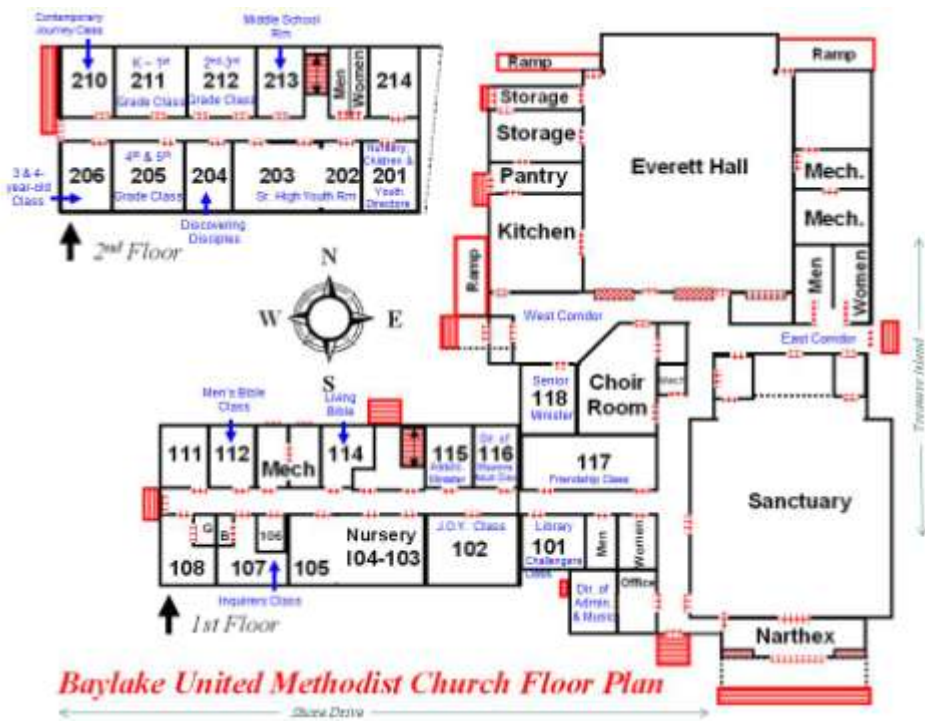 Contemporary
Journey Class
Middle School
Rm
210
K – 1st
211
Grade Class
2nd-3rd
212
Grade Class
213
Men
Women
214
3 & 4-
year-old
Class
206
4th & 5th
205
Grade Class
204
203
Sr. High Youth Rm
202
Nursery,
Children &
201
Youth
Directors
Discovering
Disciples
2nd Floor
Ramp
Ramp
Storage
Storage
Pantry
Kitchen
Everett Hall
Mech.
Mech.
Men
Women
Ramp
West Corridor
East Corridor
N
W
E
S
Treasure Island
Senior
118
Minister
Choir
Room
Mech
Men's Bible
Class
Living
Bible
111
112
Mech
114
115
Minister
Dir. of
116
117
Friendship Class
Sanctuary
G
B
106
108
107
105
Nursery
104-103
J.O.Y. Class
102
Library
101
Challengers
Class
Men
Women
Inquirers Class
Dir. of
Admin.
& Music
Office
1st Floor
Narthex
Baylake United Methodist Church Floor Plan
Shore Drive